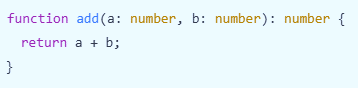 function add(a: number, b: number): number {
  return a + b;
}